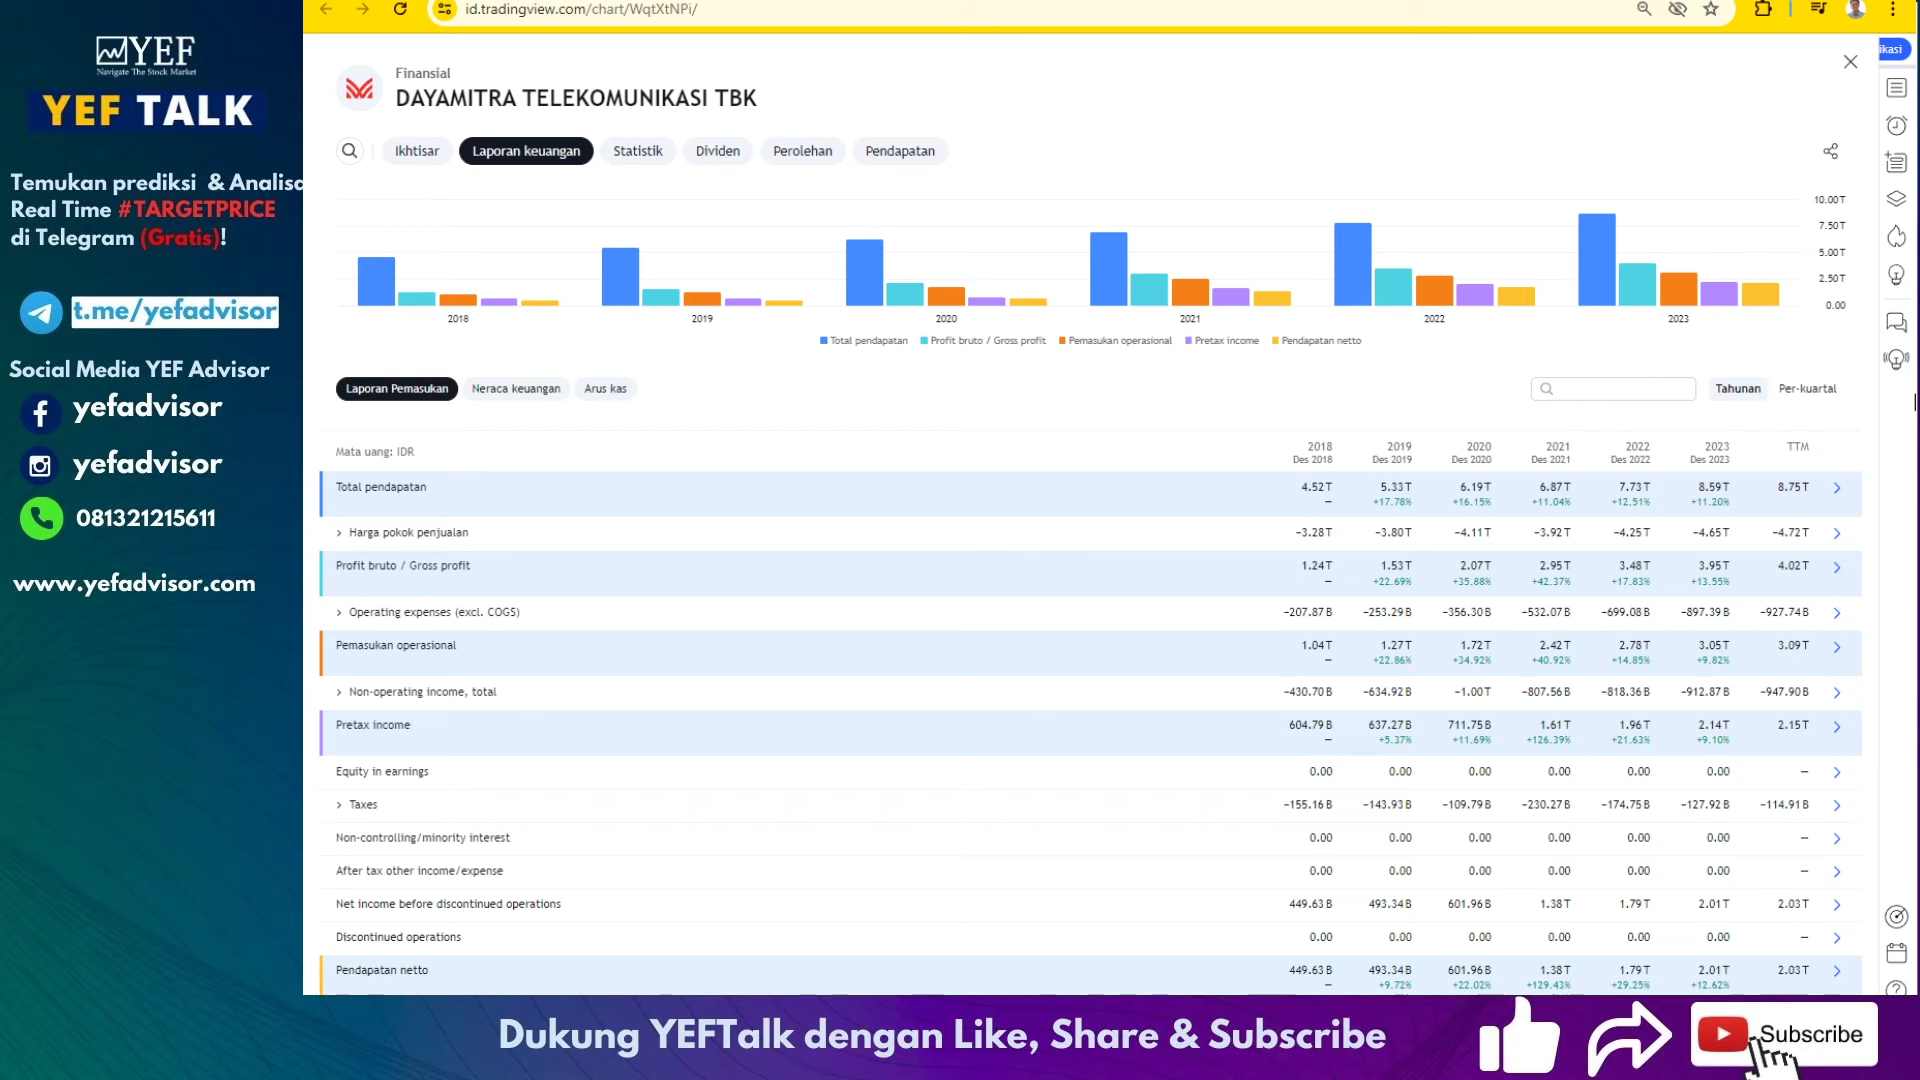 YEF
Navigate The Stock Market
YEF TALK
Temukan prediksi & Analisa
Real Time #TARGETPRICE
di Telegram (Gratis)!
t.me/yefadvisor
Social Media YEF Advisor
yefadvisor
yefadvisor
081321215611
www.yefadvisor.com
id.tradingview.com/chart/WqtXtNPi/
ikasi
Finansial
DAYAMITRA TELEKOMUNIKASI TBK
Ikhtisar Laporan keuangan Statistik Dividen Perolehan Pendapatan
10.00T
7.50T
5.00T
2.50T
0.00
2018 2019 2020 2021 2022 2023
Total pendapatan Profit bruto / Gross profit Pemasukan operasional Pretax income Pendapatan netto
Laporan Pemasukan Neraca keuangan Arus kas Tahunan Per-kuartal
Mata uang: IDR 2018 2019 2020 2021 2022 2023 TTM
Des 2018 Des 2019 Des 2020 Des 2021 Des 2022 Des 2023
Total pendapatan 4.52T 5.33T 6.19T 6.87T 7.73T 8.59T 8.75T
— +17.78% +16.15% +11.04% +12.51% +11.20%
Harga pokok penjualan −3.28T −3.80T −4.11T −3.92T −4.25T −4.65T −4.72T
Profit bruto / Gross profit 1.24T 1.53T 2.07T 2.95T 3.48T 3.95T 4.02T
— +22.69% +35.88% +42.37% +17.83% +13.55%
Operating expenses (excl. COGS) −207.87B −253.29B −356.30B −532.07B −699.08B −897.39B −927.74B
Pemasukan operasional 1.04T 1.27T 1.72T 2.42T 2.78T 3.05T 3.09T
— +22.86% +34.92% +40.92% +14.85% +9.82%
Non-operating income, total −430.70B −634.92B −1.00T −807.56B −818.36B −912.87B −947.90B
Pretax income 604.79B 637.27B 711.75B 1.61T 1.96T 2.14T 2.15T
— +5.37% +11.69% +126.39% +21.63% +9.10%
Equity in earnings 0.00 0.00 0.00 0.00 0.00 0.00 —
Taxes −155.16B −143.93B −109.79B −230.27B −174.75B −127.92B −114.91B
Non-controlling/minority interest 0.00 0.00 0.00 0.00 0.00 0.00 —
After tax other income/expense 0.00 0.00 0.00 0.00 0.00 0.00 —
Net income before discontinued operations 449.63B 493.34B 601.96B 1.38T 1.79T 2.01T 2.03T
Discontinued operations 0.00 0.00 0.00 0.00 0.00 0.00 —
Pendapatan netto 449.63B 493.34B 601.96B 1.38T 1.79T 2.01T 2.03T
— +9.72% +22.02% +129.43% +29.25% +12.62%
Dukung YEFTalk dengan Like, Share & Subscribe
Subscribe